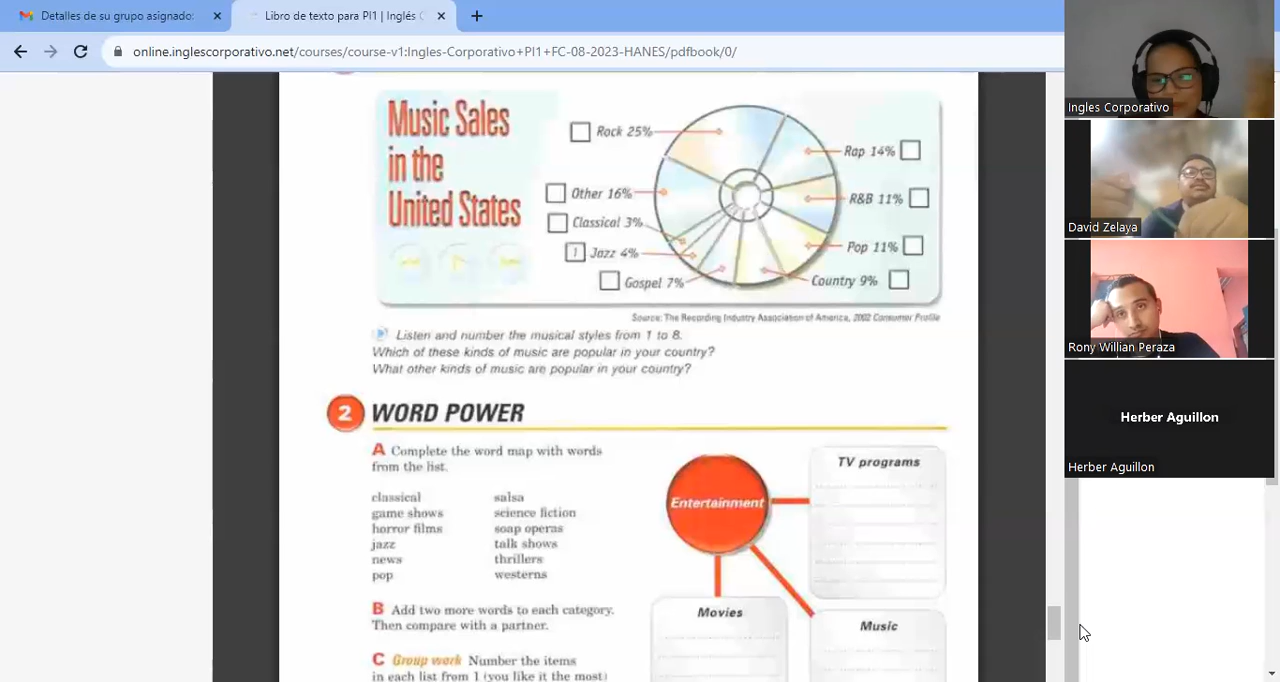 Detalles de su grupo asignado:
Libro de texto para PI1 | Inglés C
online.inglescorporativo.net/courses/course-v1:Ingles-Corporativo+PI1+FC-08-2023-HANES/pdfbook/0/
Music Sales
in the
United States
Rock 25%
Other 16%
Classical 3%
1 Jazz 4%
Gospel 7%
Rap 14%
R&B 11%
Pop 11%
Country 9%
Source: The Recording Industry Association of America, 2002 Consumer Profile
Listen and number the musical styles from 1 to 8.
Which of these kinds of music are popular in your country?
What other kinds of music are popular in your country?
2 WORD POWER
A Complete the word map with words
from the list.
classical
game shows
horror films
jazz
news
pop
salsa
science fiction
soap operas
talk shows
thrillers
westerns
Entertainment
TV programs
Movies
Music
B Add two more words to each category.
Then compare with a partner.
C Group work Number the items
in each list from 1 (you like it the most)
Ingles Corporativo
David Zelaya
Rony Willian Peraza
Herber Aguillon
Herber Aguillon